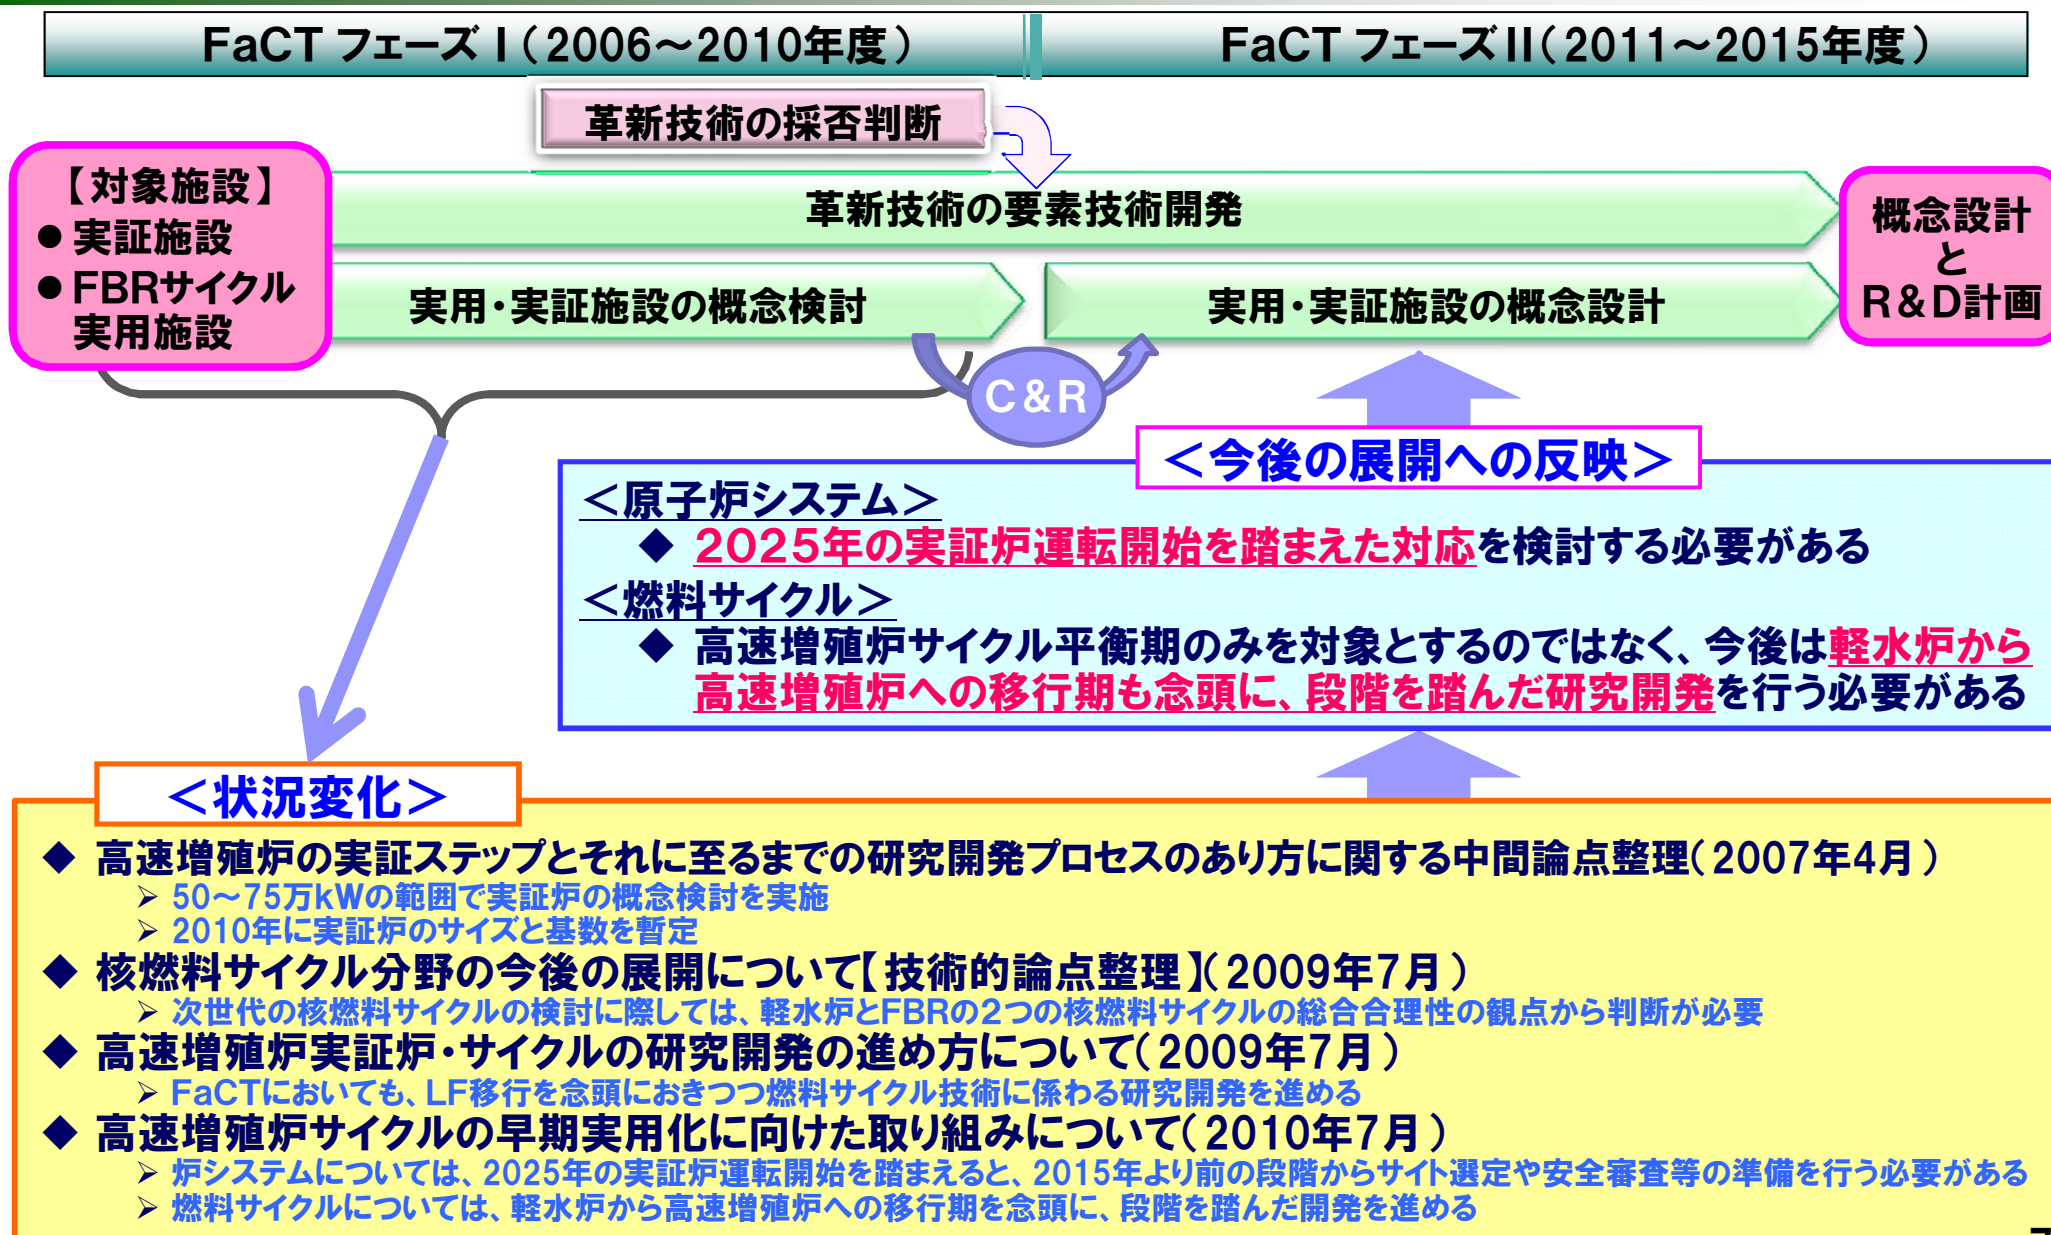 FaCT フェーズ I(2006～2010年度)
FaCT フェーズII(2011～2015年度)
革新技術の採否判断
【対象施設】
● 実証施設
● FBRサイクル
実用施設
革新技術の要素技術開発
実用・実証施設の概念検討
実用・実証施設の概念設計
概念設計
と
R&D計画
C&R
＜今後の展開への反映＞
＜原子炉システム＞
◆ 2025年の実証炉運転開始を踏まえた対応を検討する必要がある
＜燃料サイクル＞
◆ 高速増殖炉サイクル平衡期のみを対象とするのではなく、今後は軽水炉から
高速増殖炉への移行期も念頭に、段階を踏んだ研究開発を行う必要がある
＜状況変化＞
◆ 高速増殖炉の実証ステップとそれに至るまでの研究開発プロセスのあり方に関する中間論点整理(2007年4月)
➢ 50～75万kWの範囲で実証炉の概念検討を実施
➢ 2010年に実証炉のサイズと基数を暫定
◆ 核燃料サイクル分野の今後の展開について【技術的論点整理】(2009年7月)
➢ 次世代の核燃料サイクルの検討に際しては、軽水炉とFBRの2つの核燃料サイクルの総合合理性の観点から判断が必要
◆ 高速増殖炉実証炉・サイクルの研究開発の進め方について(2009年7月)
➢ FaCTにおいても、LF移行を念頭におきつつ燃料サイクル技術に係わる研究開発を進める
◆ 高速増殖炉サイクルの早期実用化に向けた取り組みについて(2010年7月)
➢ 炉システムについては、2025年の実証炉運転開始を踏まえると、2015年より前の段階からサイト選定や安全審査等の準備を行う必要がある
➢ 燃料サイクルについては、軽水炉から高速増殖炉への移行期を念頭に、段階を踏んだ開発を進める